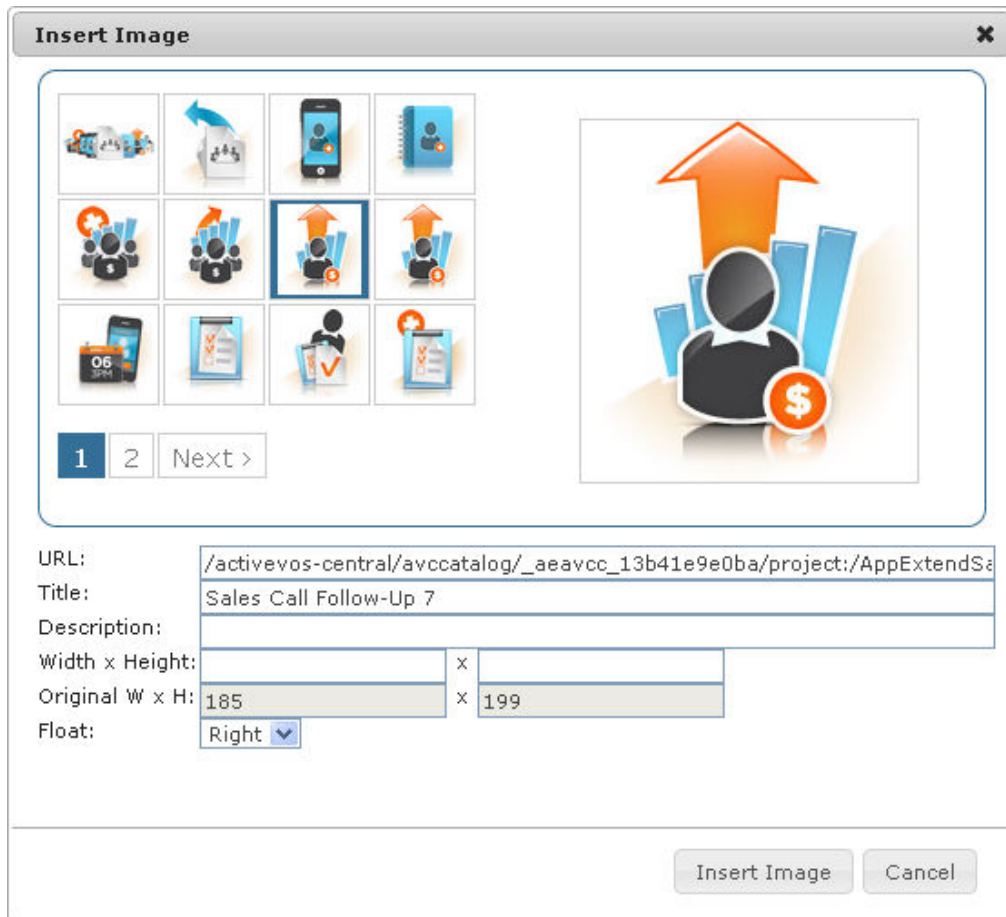 Insert Image
$
$
$
$
06
3PM
1 2 Next >
$
URL: /activevos-central/avccatalog/_aeavcc_13b41e9e0ba/project:/AppExtendSa
Title: Sales Call Follow-Up 7
Description:
Width x Height: x
Original W x H: 185 x 199
Float: Right
Insert Image Cancel